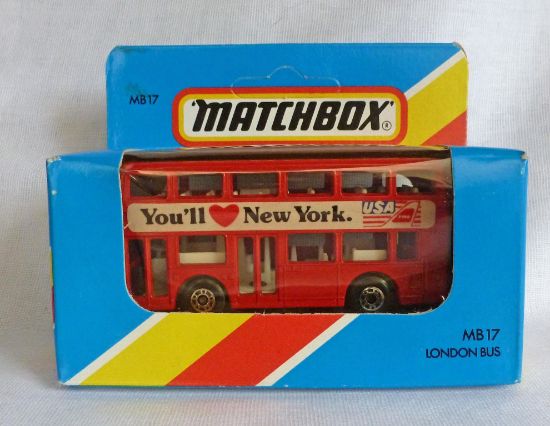 MB17
"MATCHBOX"®
You'll ❤ New York.
USA
MB17
LONDON BUS